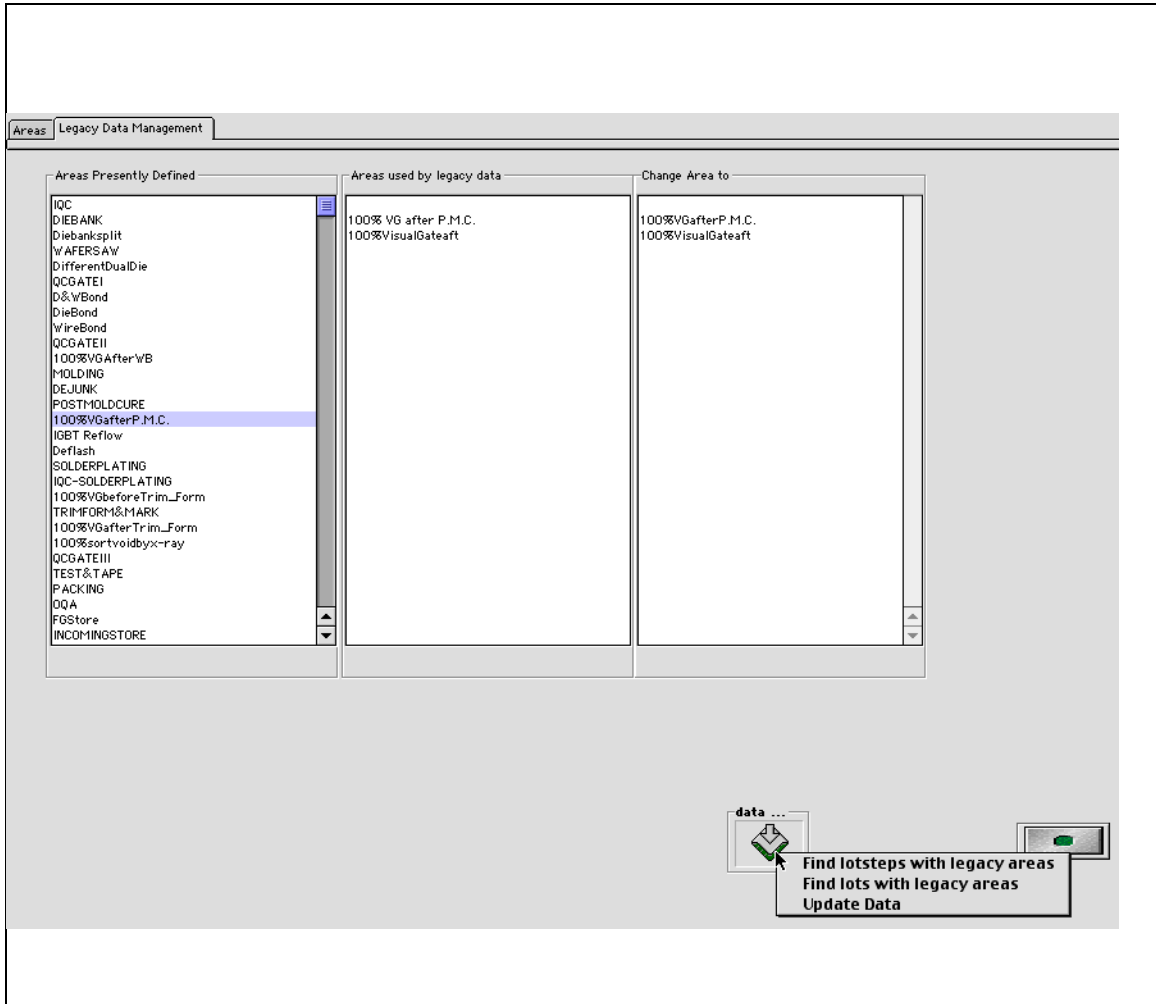 Areas
Legacy Data Management
Areas Presently Defined
IQC
DIEBANK
Diebanksplit
WAFERSAW
DifferentDualDie
QCGATEI
D&WBond
DieBond
WireBond
QCGATEII
100%VGAfterWB
MOLDING
DEJUNK
POSTMOLDCURE
100%VGafterP.M.C.
IGBT Reflow
Deflash
SOLDERPLATING
IQC-SOLDERPLATING
100%VGbeforeTrim_Form
TRIMFORM&MARK
100%VGafterTrim_Form
100%sortvoidbyx-ray
QCGATEIII
TEST&TAPE
PACKING
OQA
FGStore
INCOMINGSTORE
Areas used by legacy data
100% VG after P.M.C.
100%VisualGateaft
Change Area to
100%VGafterP.M.C.
100%VisualGateaft
data ...
Find lotsteps with legacy areas
Find lots with legacy areas
Update Data